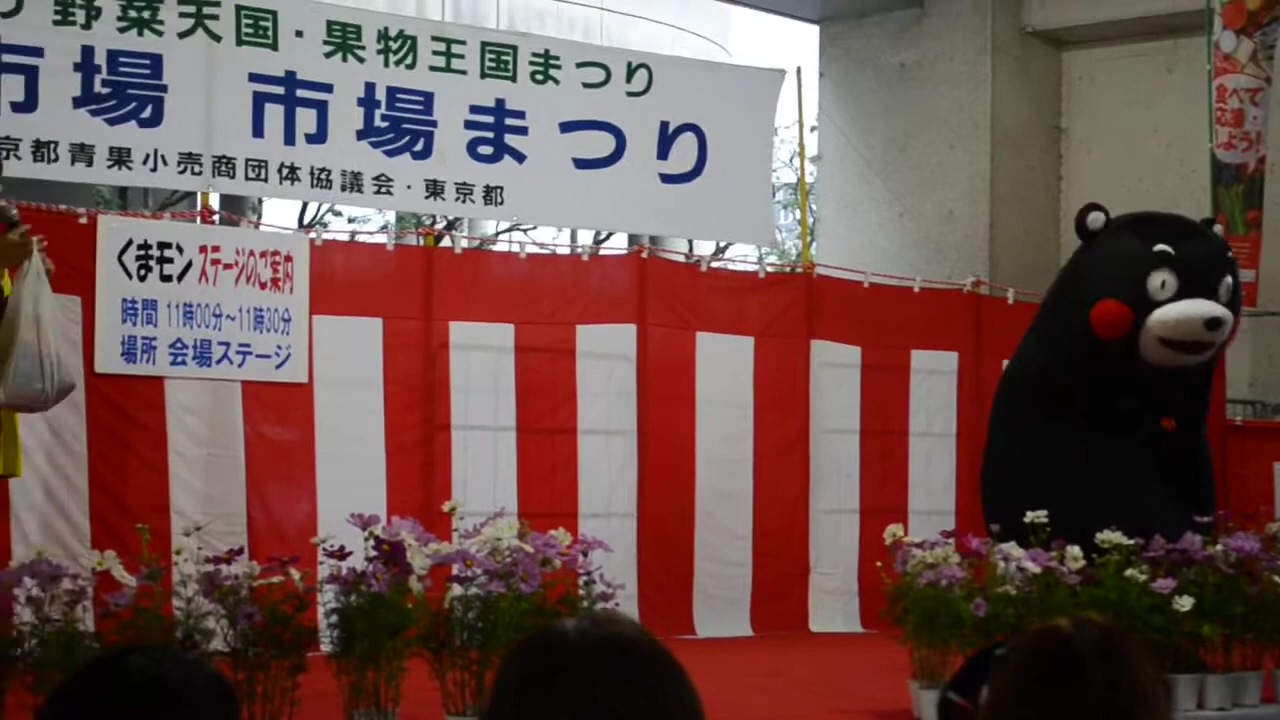 野菜天国・果物王国まつり
市場 市場まつり
京都青果小売商団体協議会・東京都
くまモン ステージのご案内
時間 11時00分～11時30分
場所 会場ステージ
食べて
応援
しよう!